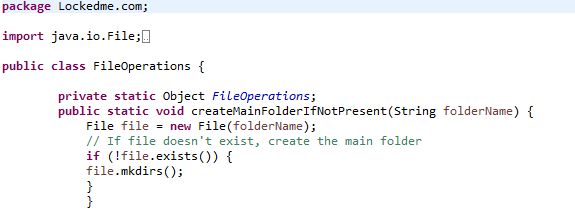 package Lockedme.com;
import java.io.File;
public class FileOperations {
private static Object FileOperations;
public static void createMainFolderIfNotPresent(String folderName) {
File file = new File(folderName);
// If file doesn't exist, create the main folder
if (!file.exists()) {
file.mkdirs();
}
}